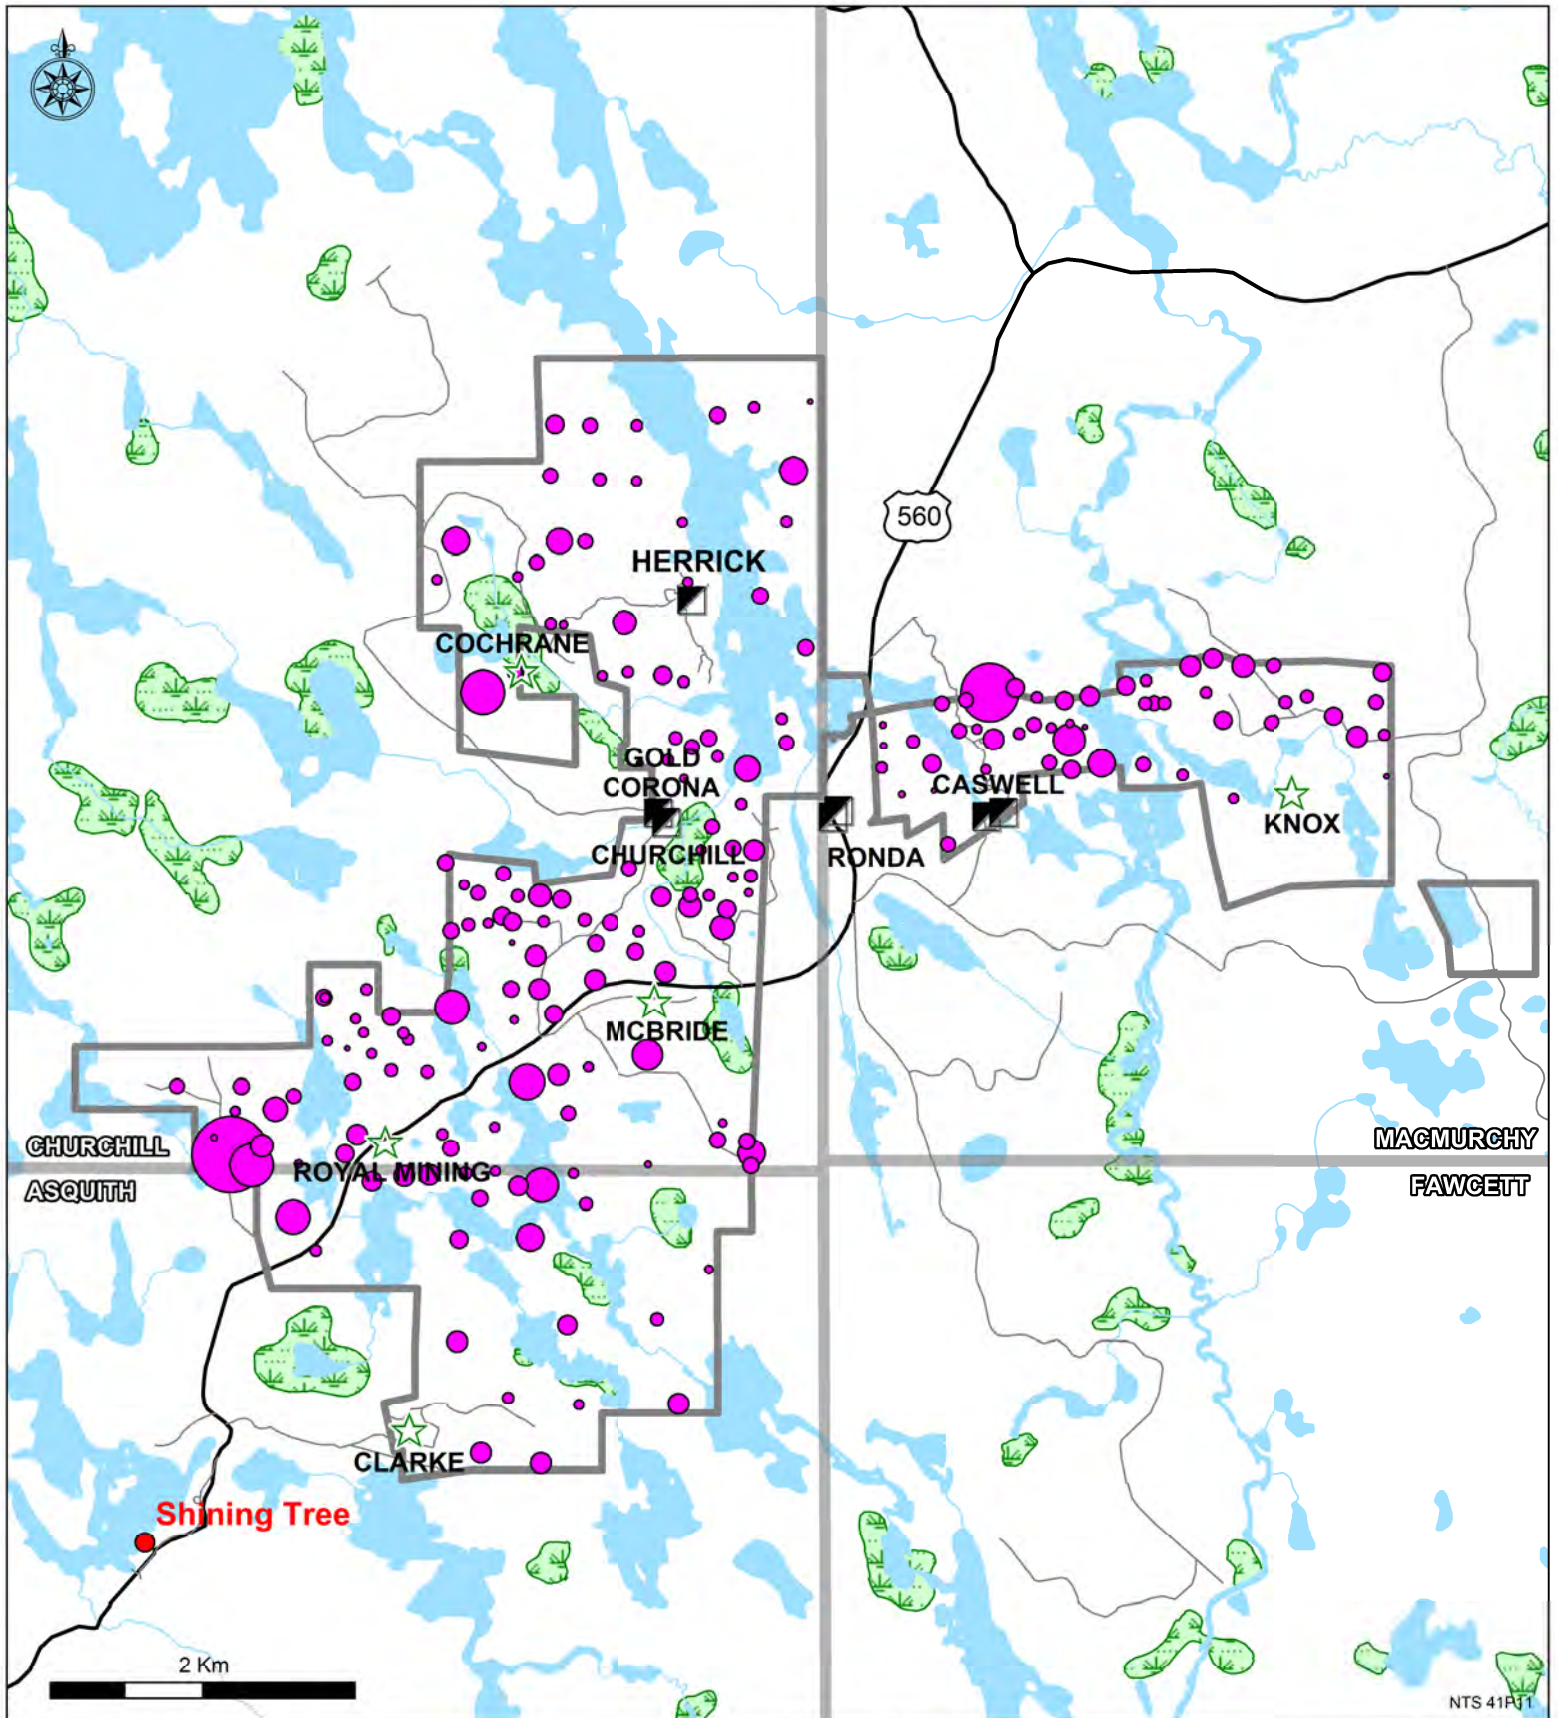 560
HERRICK
COCHRANE
GOLD
CORONA
CASWELL
KNOX
CHURCHILL
RONDA
MCBRIDE
CHURCHILL
MACMURCHY
ROYAL MINING
ASQUITH
FAWCETT
CLARKE
Shining Tree
2 Km
NTS 41P11